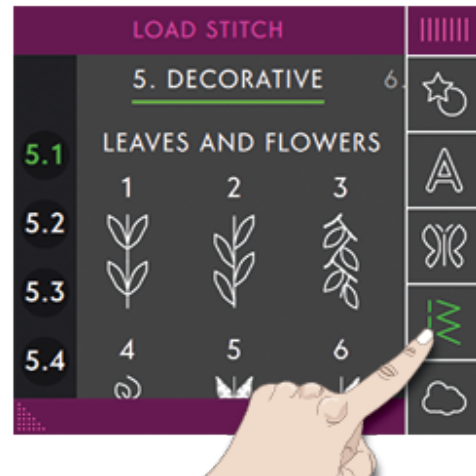 LOAD STITCH
5. DECORATIVE 6.
5.1 LEAVES AND FLOWERS
1 2 3
5.2
5.3
5.4 4 5 6
A